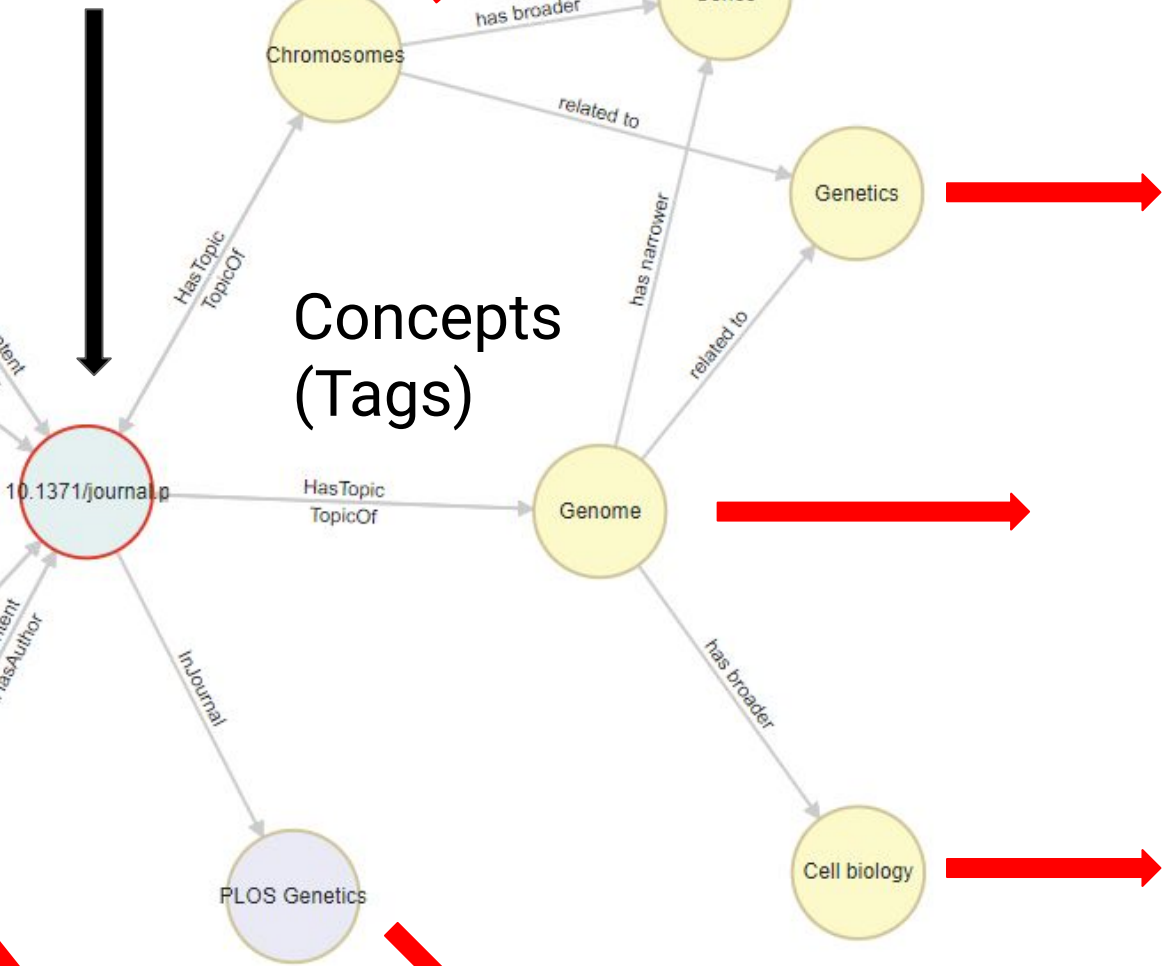 has broader
Chromosomes
related to
Genetics
has narrower
HasTopic
TopicOf
Concepts
(Tags)
related to
10.1371/journal.p
HasTopic
TopicOf
Genome
HasAuthor
InJournal
has broader
Cell biology
PLOS Genetics